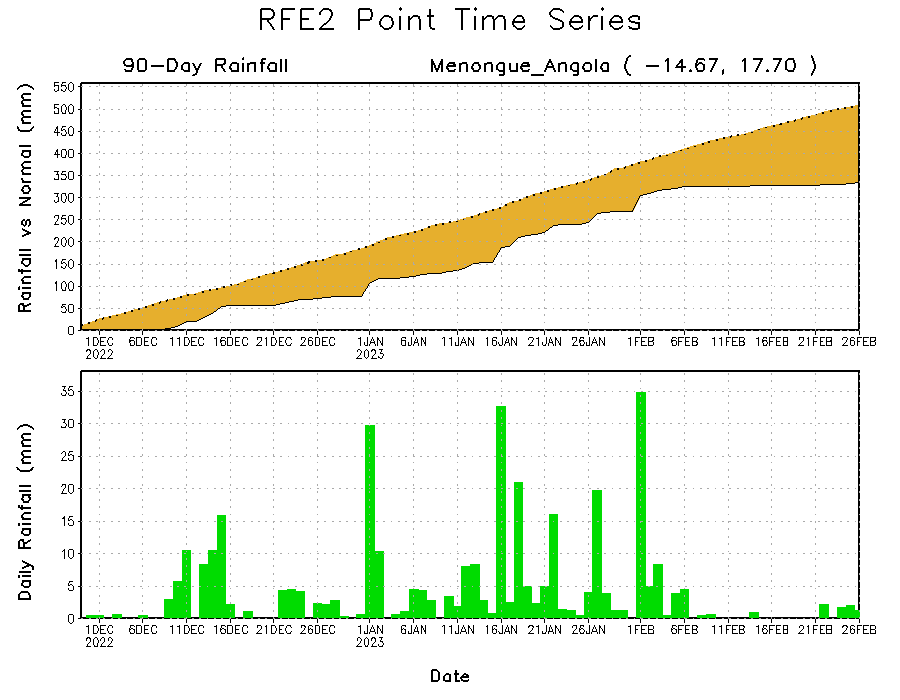 RFE2 Point Time Series
90-Day Rainfall
Menongue_Angola ( -14.67, 17.70 )
Rainfall vs Normal (mm)
550
500
450
400
350
300
250
200
150
100
50
0
1DEC 6DEC 11DEC 16DEC 21DEC 26DEC 1JAN 6JAN 11JAN 16JAN 21JAN 26JAN 1FEB 6FEB 11FEB 16FEB 21FEB 26FEB
2022 2023
Daily Rainfall (mm)
35
30
25
20
15
10
5
0
1DEC 6DEC 11DEC 16DEC 21DEC 26DEC 1JAN 6JAN 11JAN 16JAN 21JAN 26JAN 1FEB 6FEB 11FEB 16FEB 21FEB 26FEB
2022 2023
Date